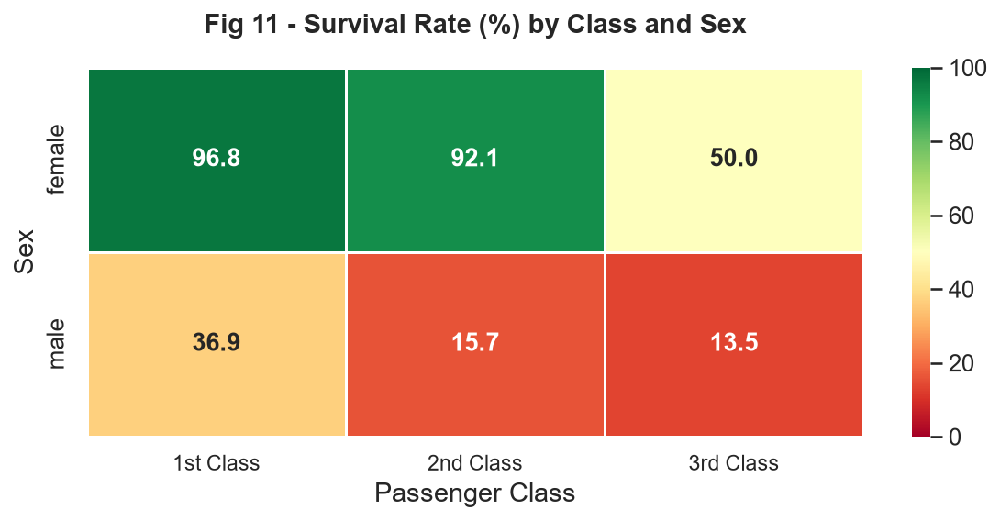 Fig 11 - Survival Rate (%) by Class and Sex
100
80
60
40
20
0
Sex
female
96.8
92.1
50.0
male
36.9
15.7
13.5
1st Class
2nd Class
3rd Class
Passenger Class